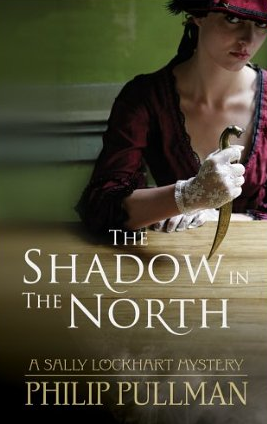 THE
SHADOW IN
THE NORTH
A SALLY LOCKHART MYSTERY
PHILIP PULLMAN